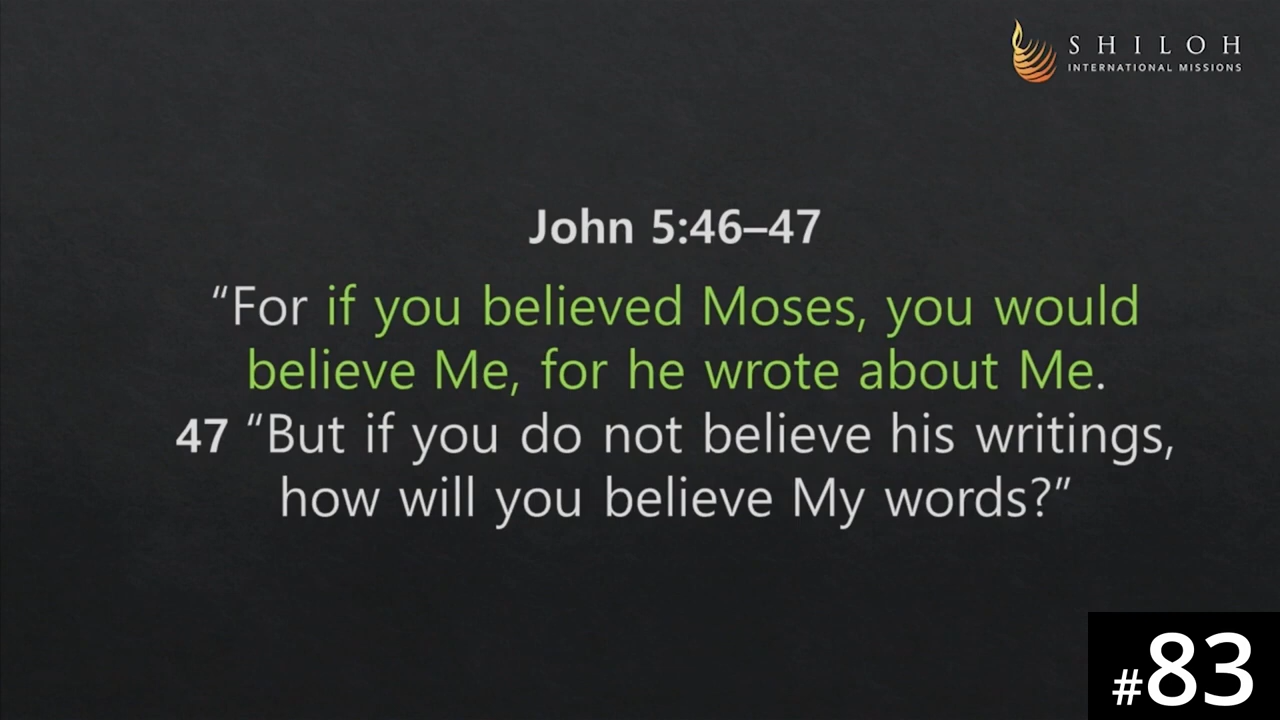 SHILOH
INTERNATIONAL MISSIONS
John 5:46–47
“For if you believed Moses, you would
believe Me, for he wrote about Me.
47 “But if you do not believe his writings,
how will you believe My words?”
#83